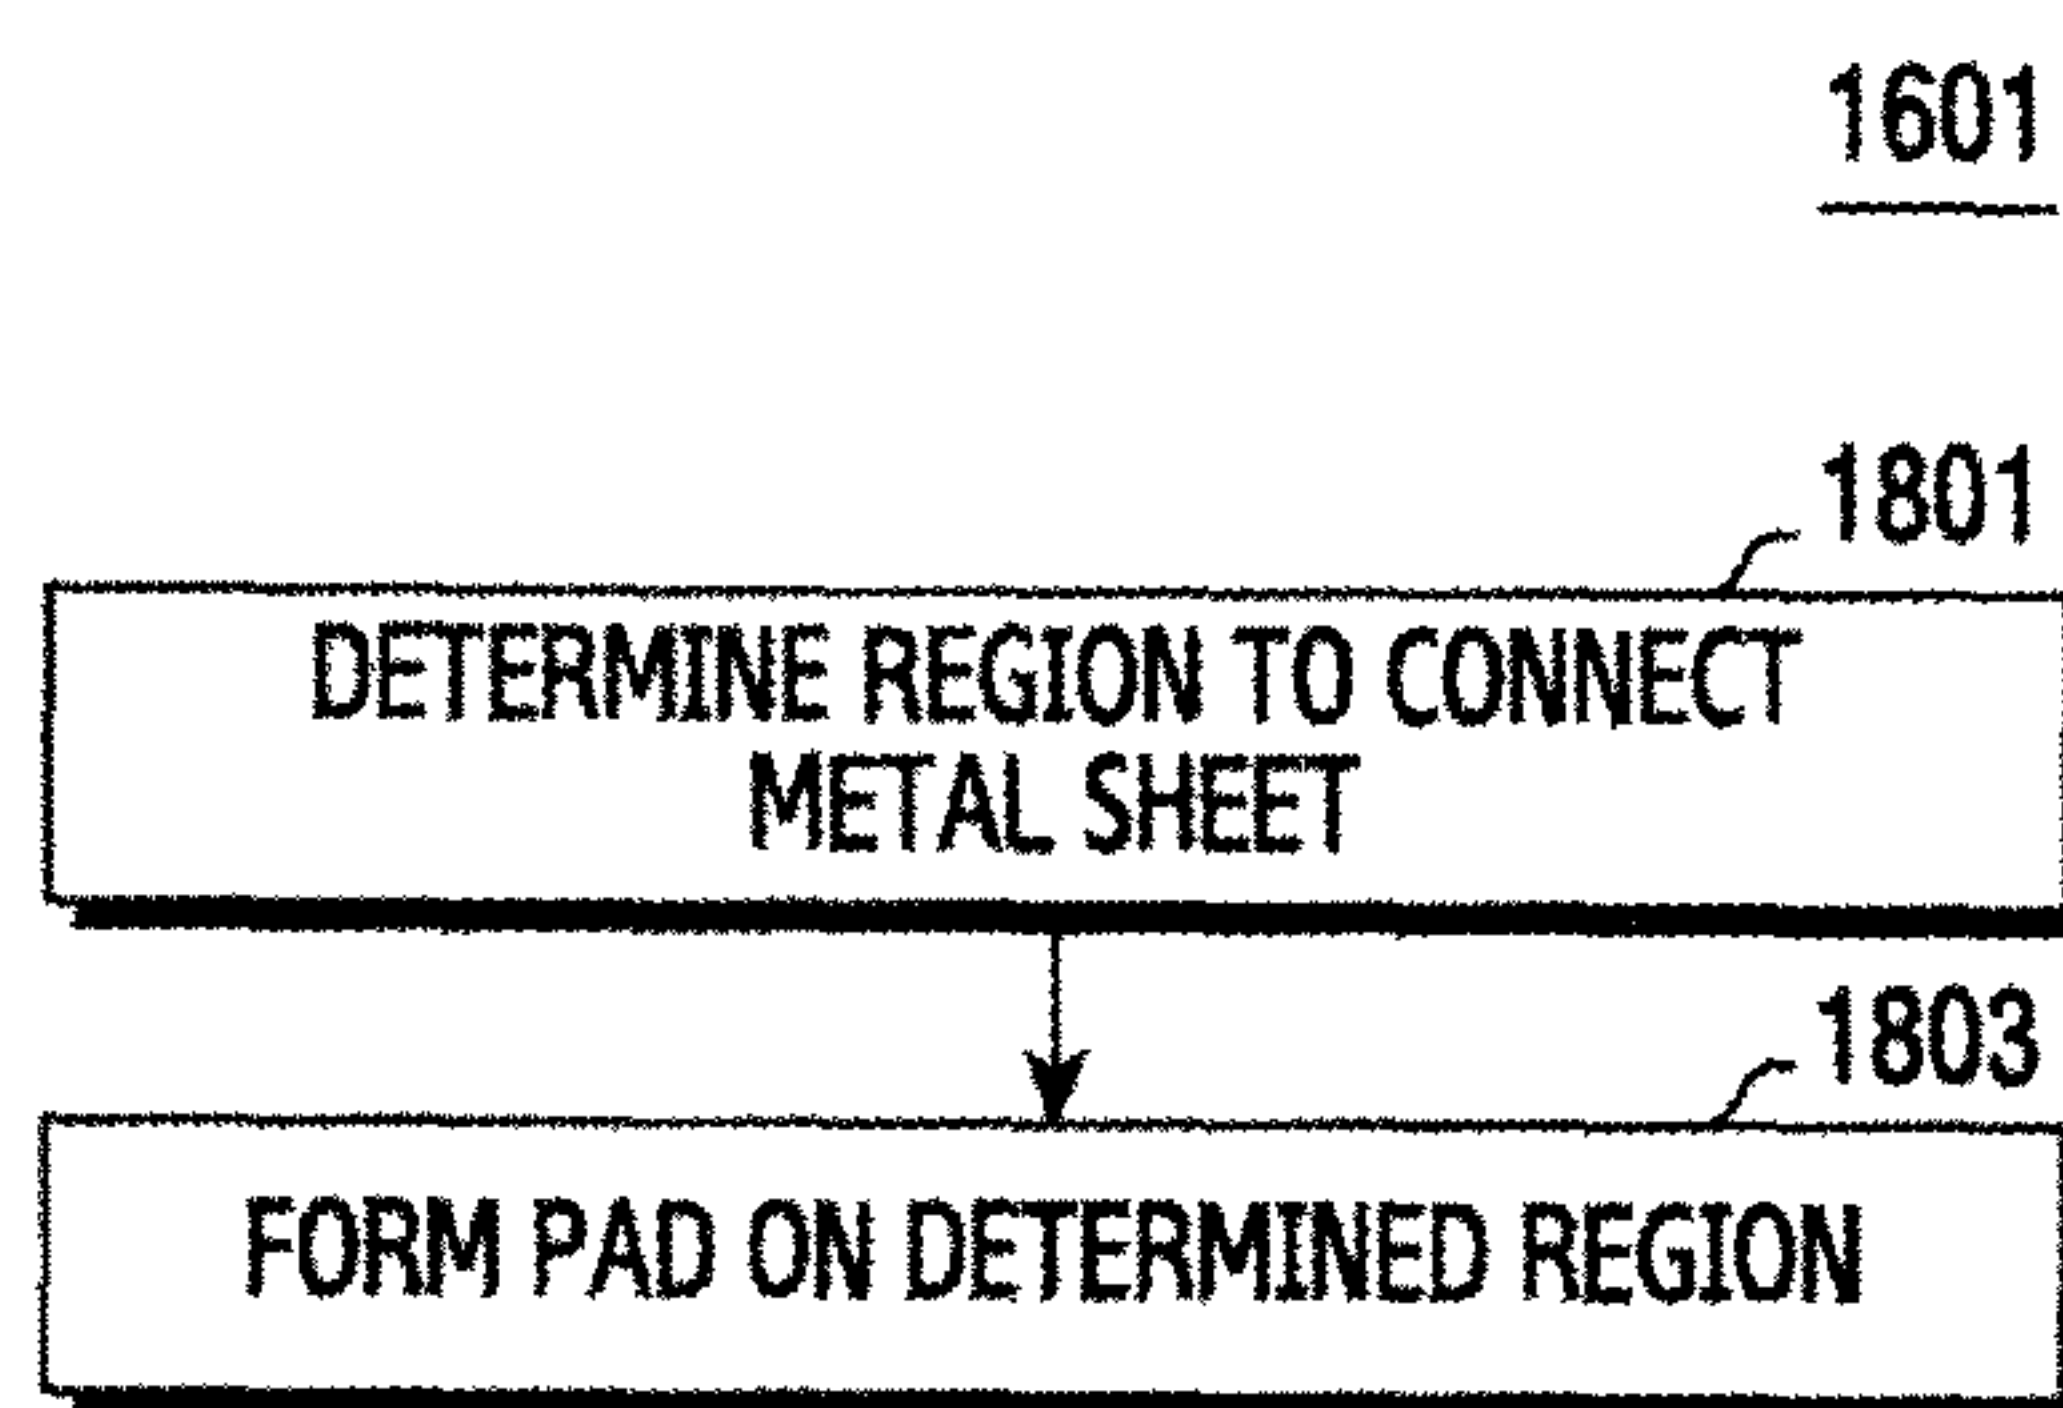 1601
1801
DETERMINE REGION TO CONNECT
METAL SHEET
1803
FORM PAD ON DETERMINED REGION